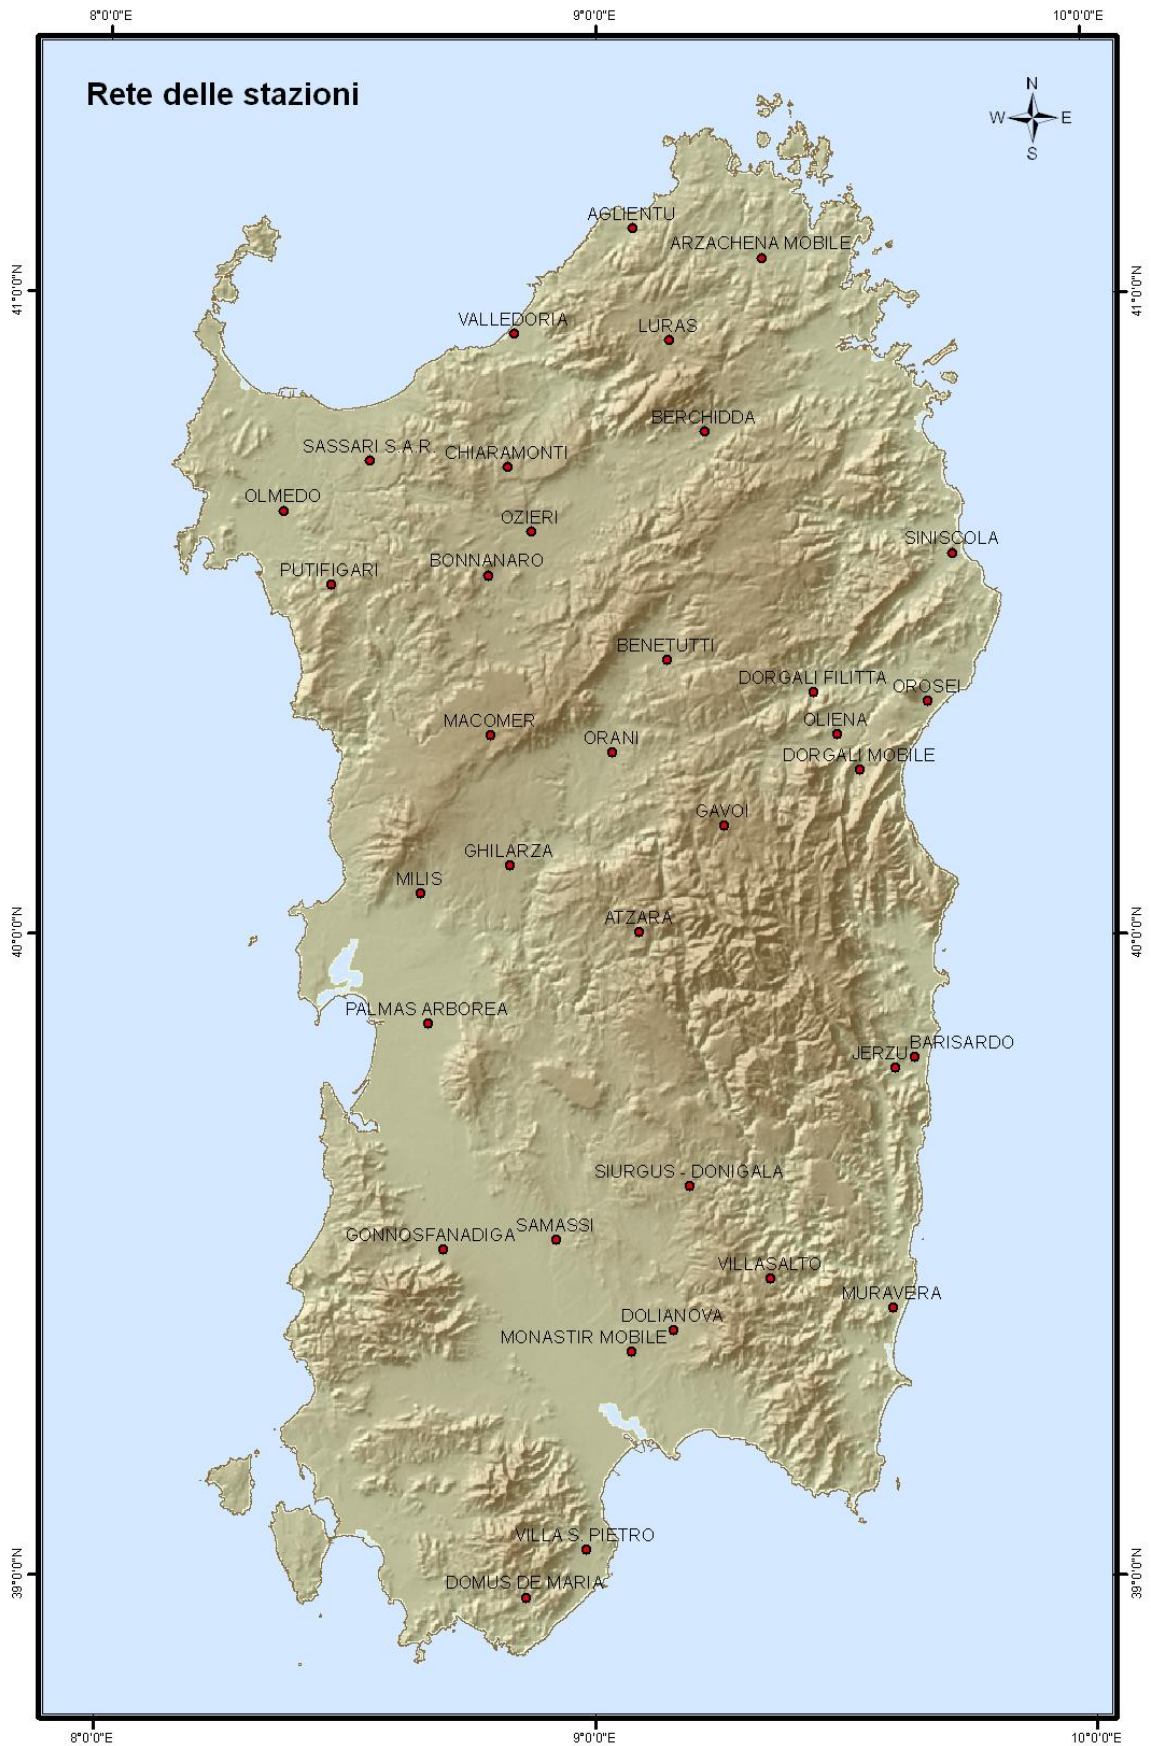 8°0'0"E
9°0'0"E
10°0'0"E
Rete delle stazioni
N
W
E
S
AGLIENTU
ARZACHENA MOBILE
41°0'0"N
41°0'0"N
VALLEDORIA
LURAS
BERCHIDDA
SASSARI S.A.R.
CHIARAMONTI
OLMEDO
OZIERI
SINISCOLA
BONNANARO
PUTIFIGARI
BENETUTTI
DORGALI FILITTA
OROSEI
MACOMER
OLIENA
ORANI
DORGALI MOBILE
GAVOI
GHILARZA
MILIS
ATZARA
40°0'0"N
40°0'0"N
PALMAS ARBOREA
BARISARDO
JERZU
SIURGUS - DONIGALA
SAMASSI
GONNOSFANADIGA
VILLASALTO
MURAVERA
DOLIANOVA
MONASTIR MOBILE
VILLA S. PIETRO
39°0'0"N
39°0'0"N
DOMUS DE MARIA
8°0'0"E
9°0'0"E
10°0'0"E